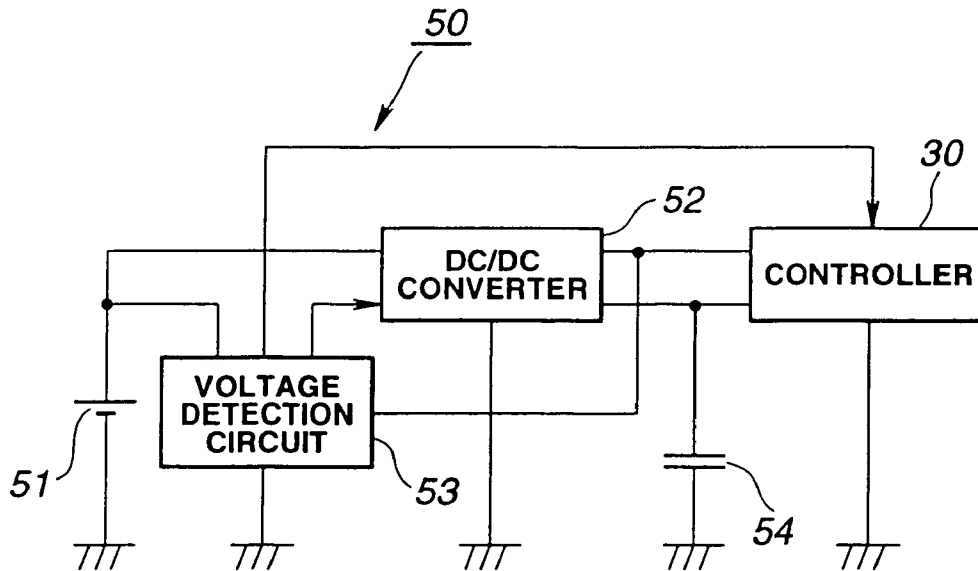 50
30
52
DC/DC
CONVERTER
CONTROLLER
VOLTAGE
DETECTION
CIRCUIT
51
53
54